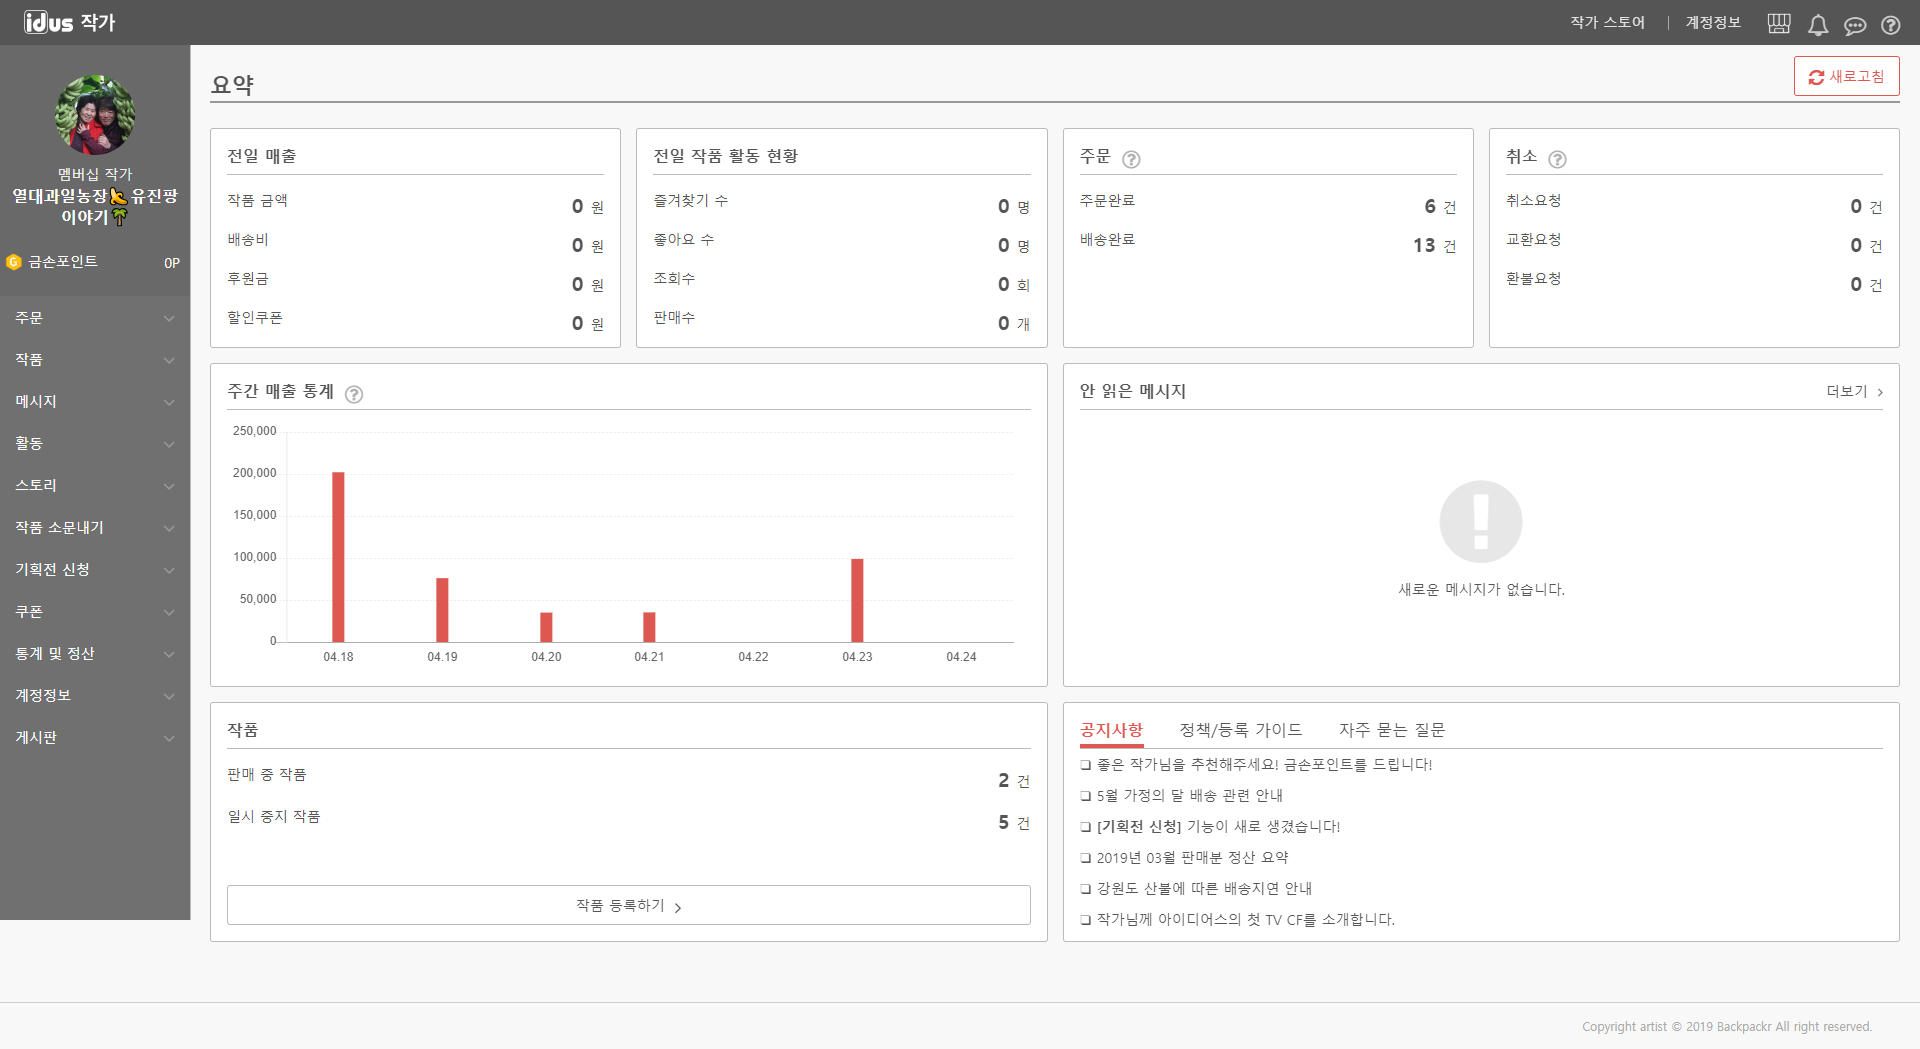 idus 작가
작가 스토어 | 계정정보
멤버십 작가
열대과일농장🍌유진팡
이야기🌴
금손포인트 0P
주문
작품
메시지
활동
스토리
작품 소문내기
기획전 신청
쿠폰
통계 및 정산
계정정보
게시판
요약
새로고침
전일 매출
작품 금액 0 원
배송비 0 원
후원금 0 원
할인쿠폰 0 원
전일 작품 활동 현황
즐겨찾기 수 0 명
좋아요 수 0 명
조회수 0 회
판매수 0 개
주문 ?
주문완료 6 건
배송완료 13 건
취소 ?
취소요청 0 건
교환요청 0 건
환불요청 0 건
주간 매출 통계 ?
250,000
200,000
150,000
100,000
50,000
0
04.18 04.19 04.20 04.21 04.22 04.23 04.24
안 읽은 메시지 더보기 >
새로운 메시지가 없습니다.
작품
판매 중 작품 2 건
일시 중지 작품 5 건
작품 등록하기 >
공지사항 정책/등록 가이드 자주 묻는 질문
❏ 좋은 작가님을 추천해주세요! 금손포인트를 드립니다!
❏ 5월 가정의 달 배송 관련 안내
❏ [기획전 신청] 기능이 새로 생겼습니다!
❏ 2019년 03월 판매분 정산 요약
❏ 강원도 산불에 따른 배송지연 안내
❏ 작가님께 아이디어스의 첫 TV CF를 소개합니다.
Copyright artist © 2019 Backpackr All right reserved.